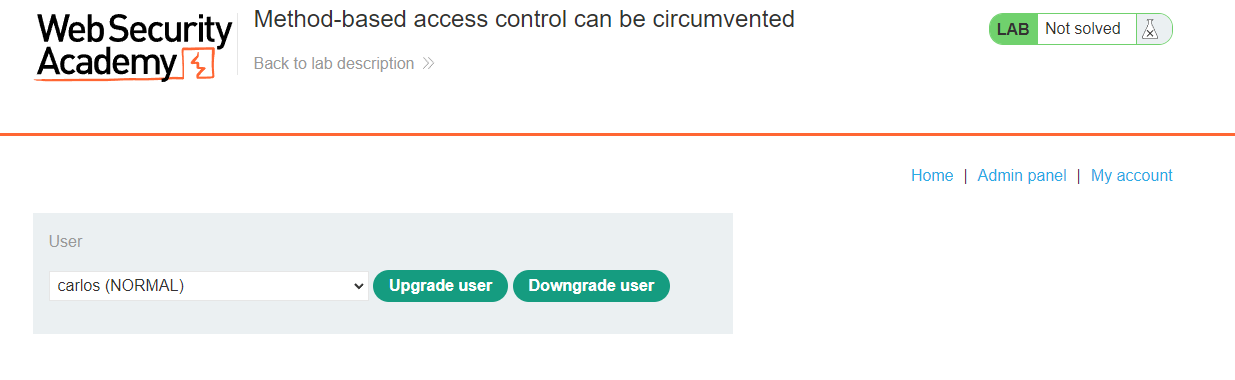 Web Security
Academy
Method-based access control can be circumvented
Back to lab description
LAB Not solved
Home | Admin panel | My account
User
carlos (NORMAL) Upgrade user Downgrade user